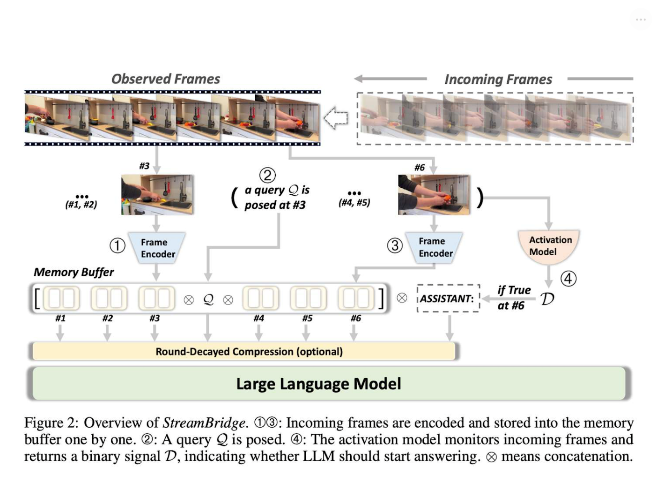 Observed Frames
Incoming Frames
#3
②
#6
...
(#1, #2)
( a query Q is
posed at #3
...
(#4, #5)
)
①
Frame
Encoder
③
Frame
Encoder
Activation
Model
④
Memory Buffer
[ ⊗ Q ⊗ ] ⊗
ASSISTANT:
if True
at #6
D
#1 #2 #3 #4 #5 #6
Round-Decayed Compression (optional)
Large Language Model
Figure 2: Overview of StreamBridge. ①③: Incoming frames are encoded and stored into the memory
buffer one by one. ②: A query Q is posed. ④: The activation model monitors incoming frames and
returns a binary signal D, indicating whether LLM should start answering. ⊗ means concatenation.